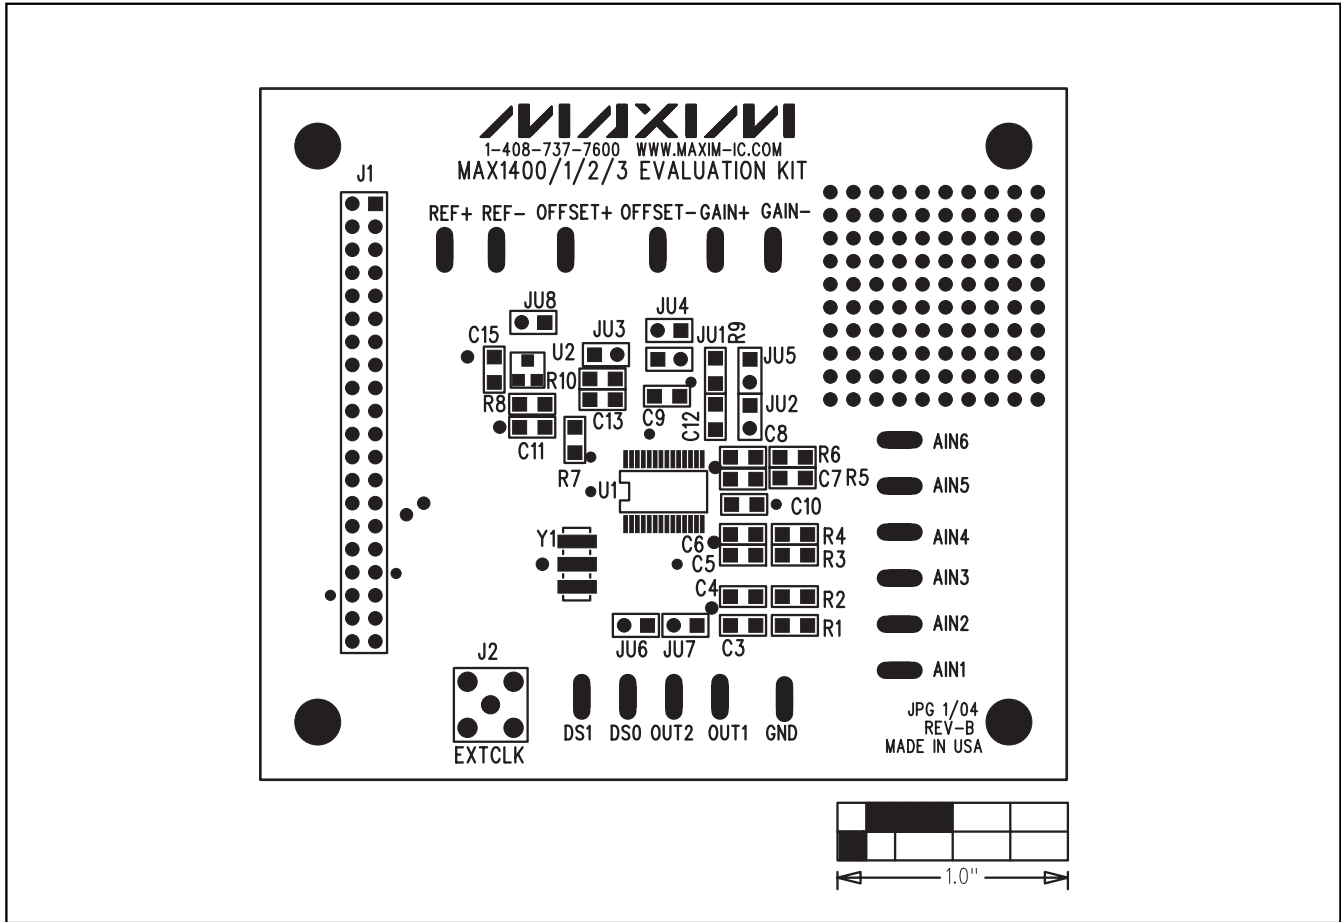 MAXIM
1-408-737-7600 WWW.MAXIM-IC.COM
MAX1400/1/2/3 EVALUATION KIT
J1
REF+ REF- OFFSET+ OFFSET- GAIN+ GAIN-
JU8
JU4
C15
JU3
JU1
R9
U2
JU5
R10
R8
JU2
C13
C9
C12
C11
C8
R7
R6
U1
C7
R5
C10
Y1
C6
R4
C5
R3
C4
R2
R1
JU6
JU7
C3
AIN6
AIN5
AIN4
AIN3
AIN2
AIN1
J2
EXTCLK
DS1 DS0 OUT2 OUT1 GND
JPG 1/04
REV-B
MADE IN USA
1.0"